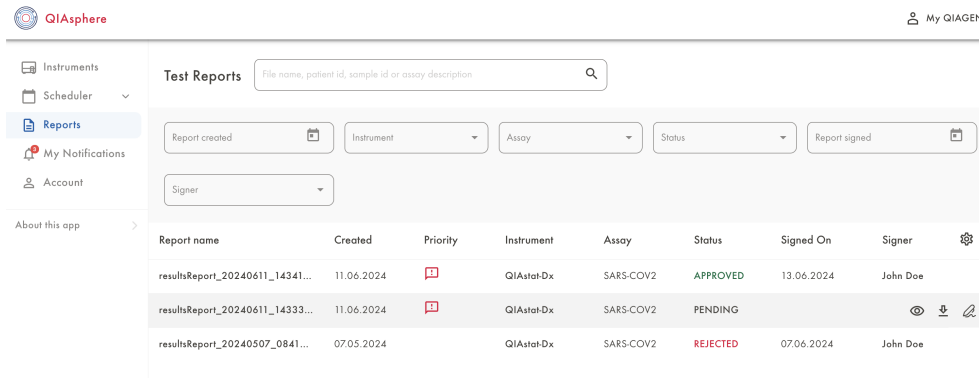 QIAsphere
My QIAGEN
Instruments
Scheduler
Reports
3
My Notifications
Account
About this app
Test Reports
File name, patient id, sample id or assay description
Report created
Instrument
Assay
Status
Report signed
Signer
Report name Created Priority Instrument Assay Status Signed On Signer
resultsReport_20240611_14341... 11.06.2024 QIAstat-Dx SARS-COV2 APPROVED 13.06.2024 John Doe
resultsReport_20240611_14333... 11.06.2024 QIAstat-Dx SARS-COV2 PENDING
resultsReport_20240507_0841... 07.05.2024 QIAstat-Dx SARS-COV2 REJECTED 07.06.2024 John Doe